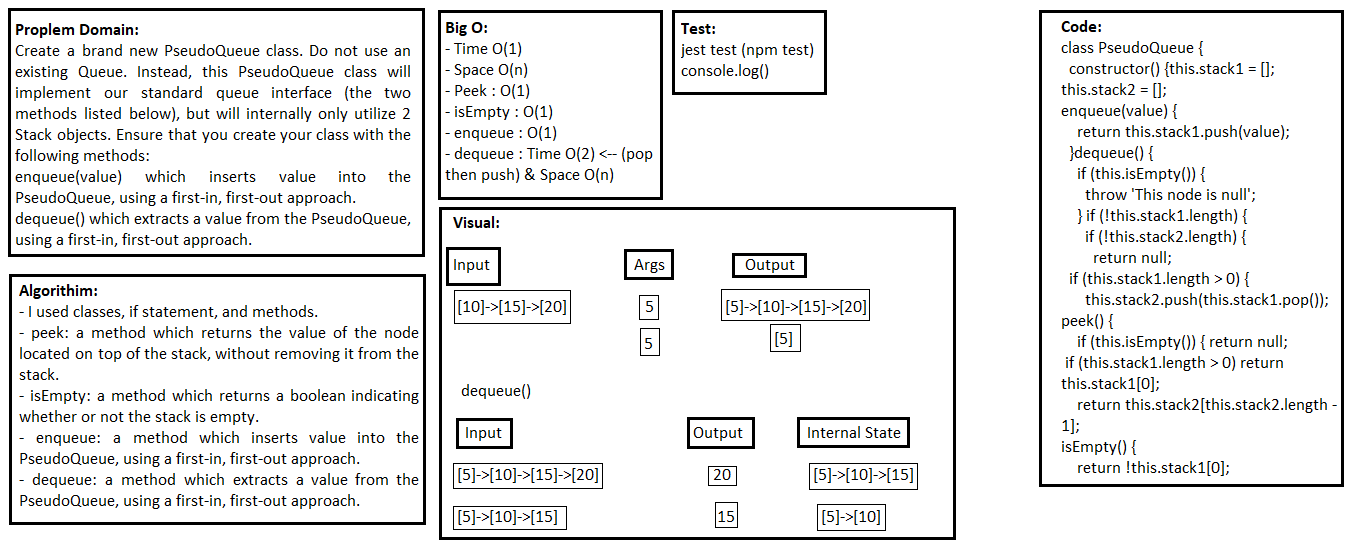 Proplem Domain:
Create a brand new PseudoQueue class. Do not use an
existing Queue. Instead, this PseudoQueue class will
implement our standard queue interface (the two
methods listed below), but will internally only utilize 2
Stack objects. Ensure that you create your class with the
following methods:
enqueue(value) which inserts value into the
PseudoQueue, using a first-in, first-out approach.
dequeue() which extracts a value from the PseudoQueue,
using a first-in, first-out approach.
Algorithim:
- I used classes, if statement, and methods.
- peek: a method which returns the value of the node
located on top of the stack, without removing it from the
stack.
- isEmpty: a method which returns a boolean indicating
whether or not the stack is empty.
- enqueue: a method which inserts value into the
PseudoQueue, using a first-in, first-out approach.
- dequeue: a method which extracts a value from the
PseudoQueue, using a first-in, first-out approach.
Big O:
- Time O(1)
- Space O(n)
- Peek : O(1)
- isEmpty : O(1)
- enqueue : O(1)
- dequeue : Time O(2) <-- (pop
then push) & Space O(n)
Test:
jest test (npm test)
console.log()
Visual:
Input Args Output
[10]->[15]->[20] 5 [5]->[10]->[15]->[20]
5 [5]
dequeue()
Input Output Internal State
[5]->[10]->[15]->[20] 20 [5]->[10]->[15]
[5]->[10]->[15] 15 [5]->[10]
Code:
class PseudoQueue {
constructor() {this.stack1 = [];
this.stack2 = [];
enqueue(value) {
return this.stack1.push(value);
}dequeue() {
if (this.isEmpty()) {
throw 'This node is null';
} if (!this.stack1.length) {
if (!this.stack2.length) {
return null;
if (this.stack1.length > 0) {
this.stack2.push(this.stack1.pop());
peek() {
if (this.isEmpty()) { return null;
if (this.stack1.length > 0) return
this.stack1[0];
return this.stack2[this.stack2.length -
1];
isEmpty() {
return !this.stack1[0];